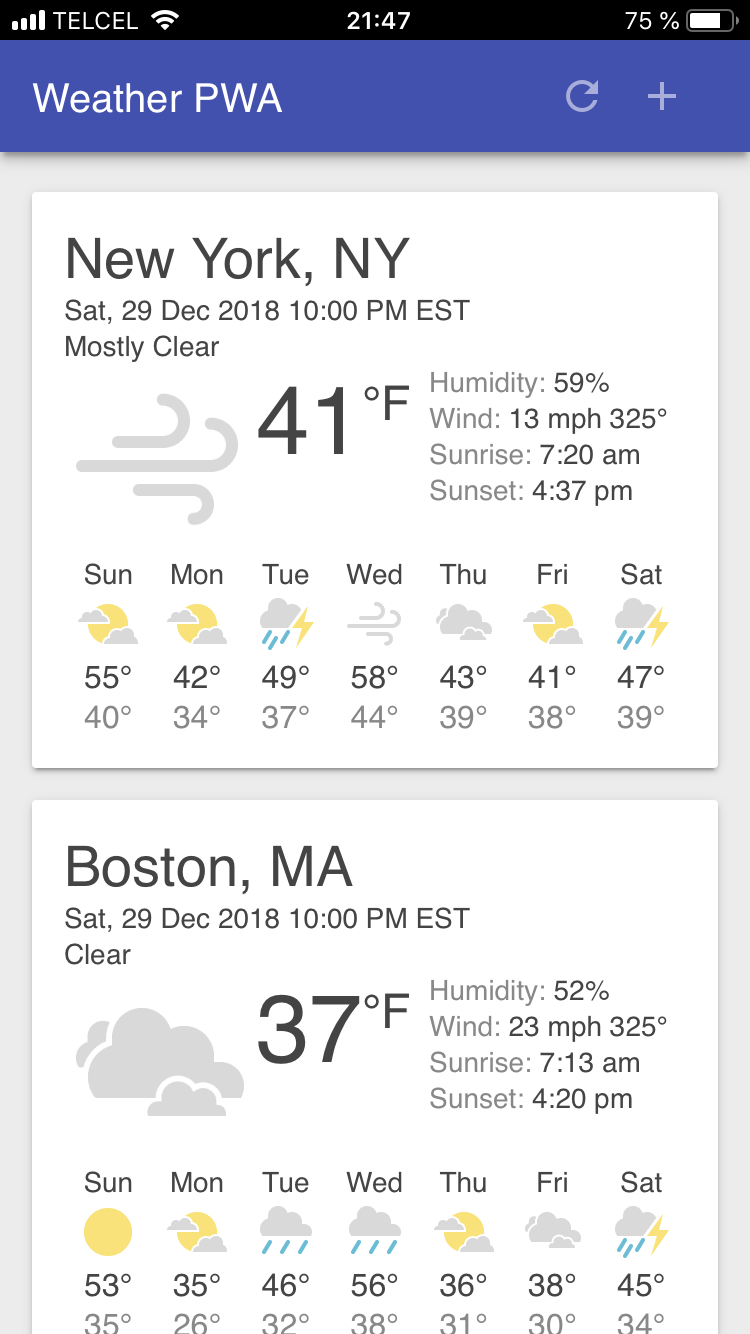 TELCEL 21:47 75 %
Weather PWA
New York, NY
Sat, 29 Dec 2018 10:00 PM EST
Mostly Clear
41 °F
Humidity: 59%
Wind: 13 mph 325°
Sunrise: 7:20 am
Sunset: 4:37 pm
Sun Mon Tue Wed Thu Fri Sat
55° 42° 49° 58° 43° 41° 47°
40° 34° 37° 44° 39° 38° 39°
Boston, MA
Sat, 29 Dec 2018 10:00 PM EST
Clear
37 °F
Humidity: 52%
Wind: 23 mph 325°
Sunrise: 7:13 am
Sunset: 4:20 pm
Sun Mon Tue Wed Thu Fri Sat
53° 35° 46° 56° 36° 38° 45°
35° 26° 32° 38° 31° 30° 34°